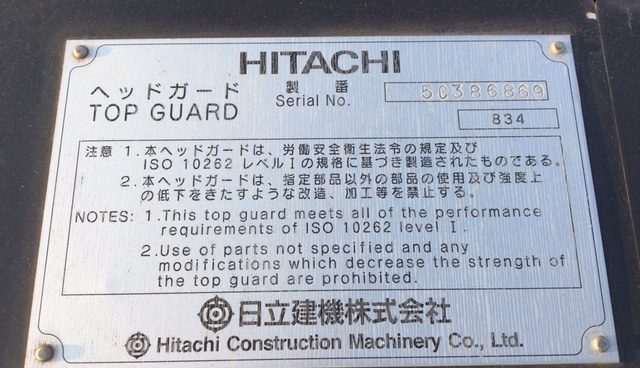 HITACHI
ヘッドガード 製番
TOP GUARD Serial No. 50386869
834
注意 1. 本ヘッドガードは、労働安全衛生法令の規定及び
ISO 10262 レベルⅠの規格に基づき製造されたものである。
2. 本ヘッドガードは、指定部品以外の部品の使用及び強度上
の低下をきたすような改造、加工等を禁止する。
NOTES: 1. This top guard meets all of the performance
requirements of ISO 10262 level Ⅰ.
2. Use of parts not specified and any
modifications which decrease the strength of
the top guard are prohibited.
日立建機株式会社
Hitachi Construction Machinery Co., Ltd.